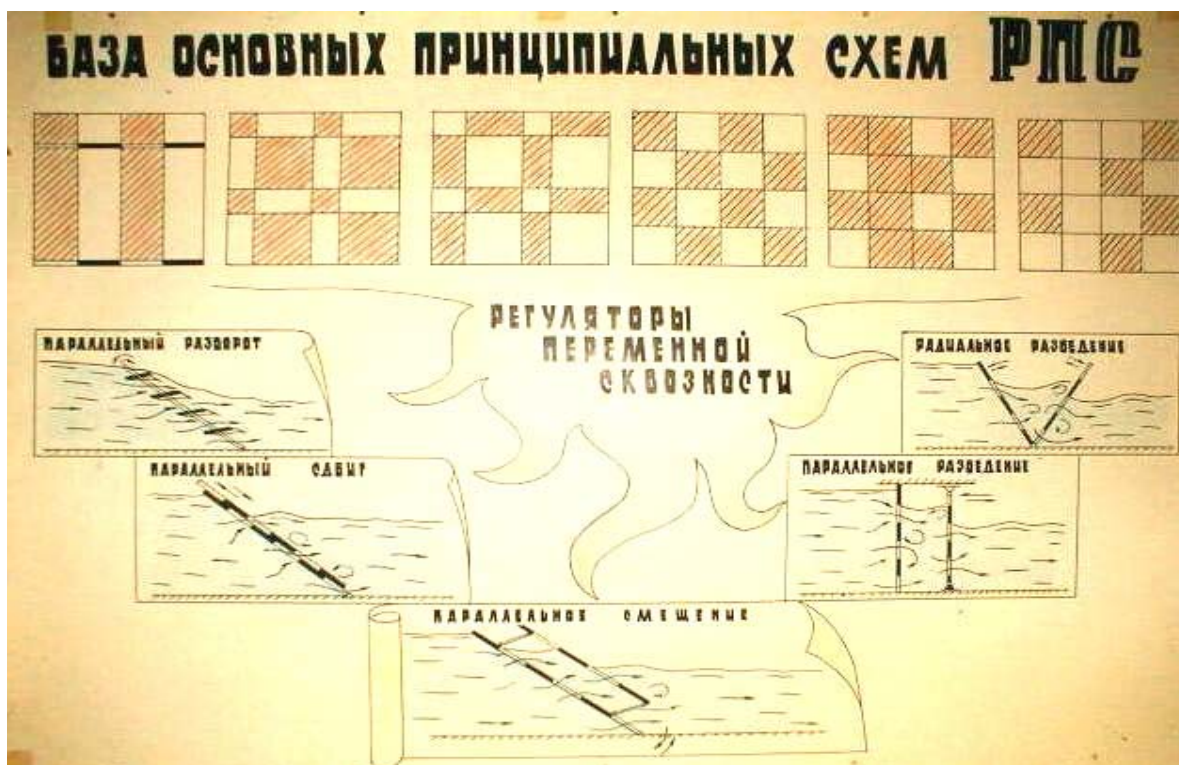 БАЗА ОСНОВНЫХ ПРИНЦИПИАЛЬНЫХ СХЕМ РПС
РЕГУЛЯТОРЫ
ПЕРЕМЕННОЙ
СКВОЗНОСТИ
ПАРАЛЛЕЛЬНЫЙ РАЗВОРОТ
РАДИАЛЬНОЕ РАЗВЕДЕНИЕ
ПАРАЛЛЕЛЬНЫЙ СДВИГ
ПАРАЛЛЕЛЬНОЕ РАЗВЕДЕНИЕ
ПАРАЛЛЕЛЬНОЕ СМЕЩЕНИЕ